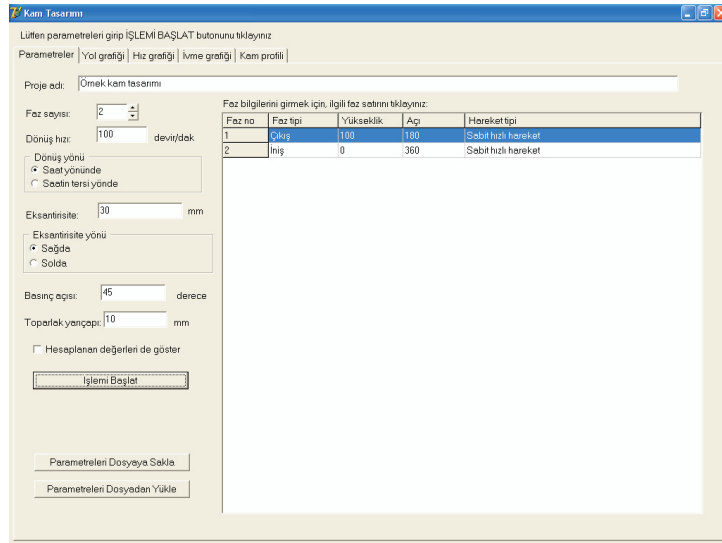 Kam Tasarımı
Lütfen parametreleri girip İŞLEMİ BAŞLAT butonunu tıklayınız
Parametreler Yol grafiği Hız grafiği İvme grafiği Kam profili
Proje adı: Örnek kam tasarımı
Faz sayısı: 2
Dönüş hızı: 100 devir/dak
Dönüş yönü
Saat yönünde
Saatin tersi yönde
Eksantirisite: 30 mm
Eksantirisite yönü
Sağda
Solda
Basınç açısı: 45 derece
Toparlak yarıçapı: 10 mm
Hesaplanan değerleri de göster
İşlemi Başlat
Parametreleri Dosyaya Sakla
Parametreleri Dosyadan Yükle
Faz bilgilerini girmek için, ilgili faz satırını tıklayınız:
Faz no Faz tipi Yükseklik Açı Hareket tipi
1 Çıkış 100 180 Sabit hızlı hareket
2 İniş 0 360 Sabit hızlı hareket